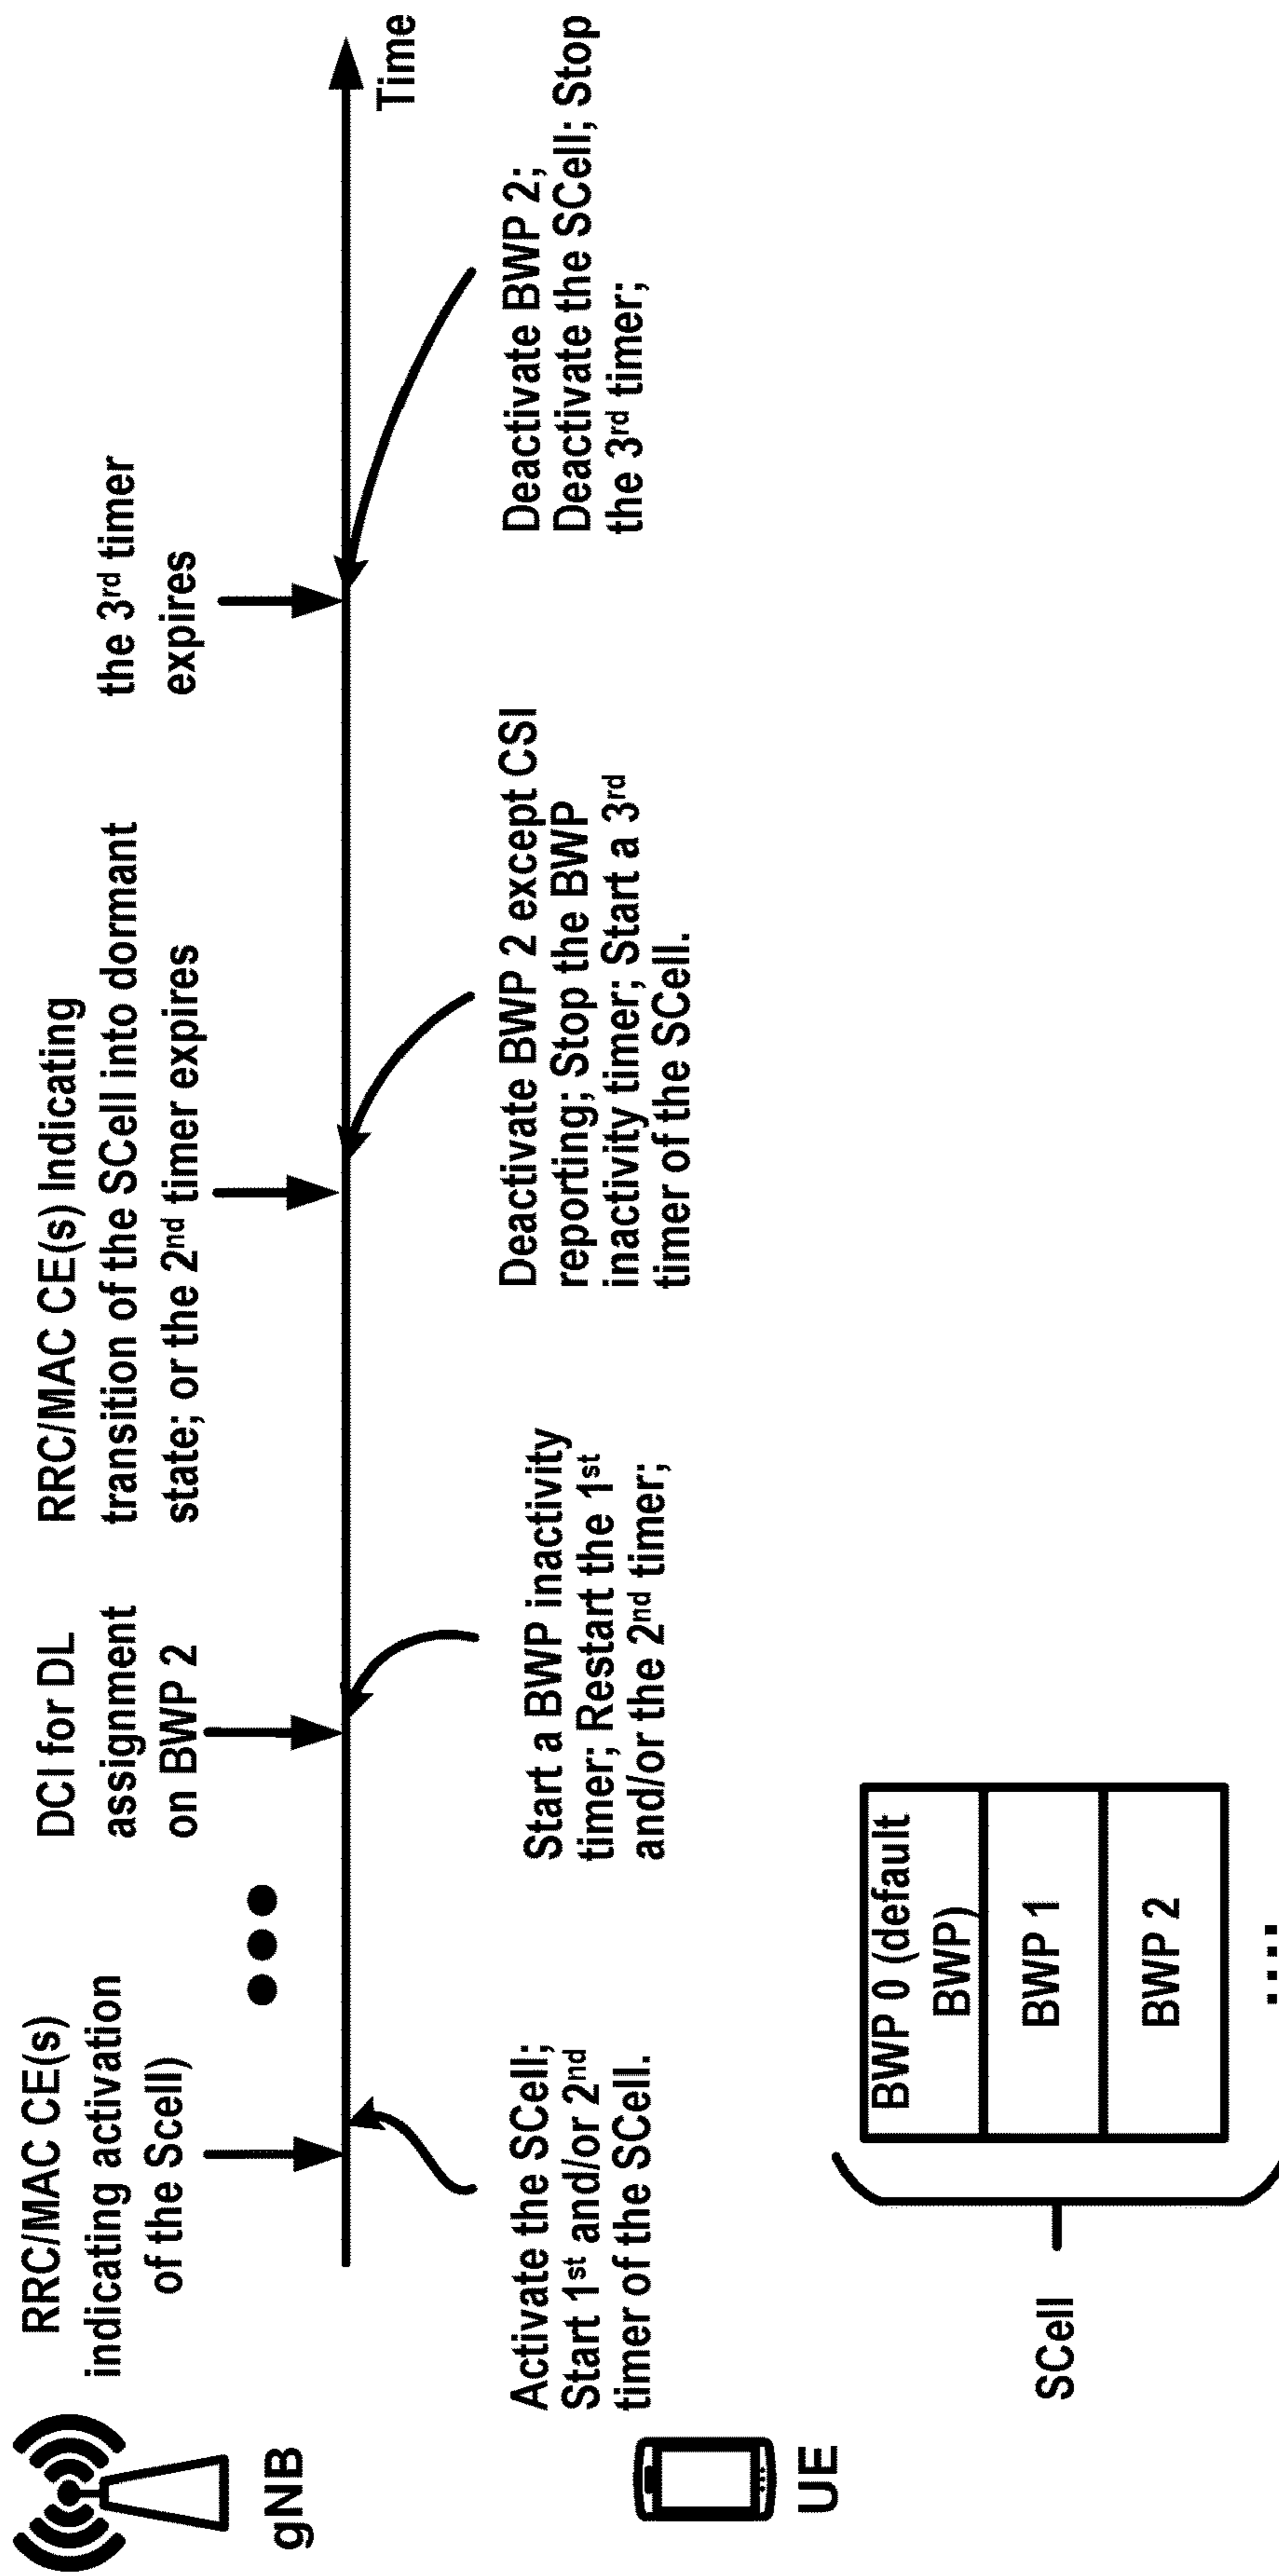 RRC/MAC CE(s)
indicating activation
of the Scell)
DCI for DL
assignment
on BWP 2
RRC/MAC CE(s) Indicating
transition of the SCell into dormant
state; or the 2nd timer expires
the 3rd timer
expires
gNB
Time
Activate the SCell;
Start 1st and/or 2nd
timer of the SCell.
Start a BWP inactivity
timer; Restart the 1st
and/or the 2nd timer;
Deactivate BWP 2 except CSI
reporting; Stop the BWP
inactivity timer; Start a 3rd
timer of the SCell.
Deactivate BWP 2;
Deactivate the SCell; Stop
the 3rd timer;
UE
SCell
BWP 0 (default
BWP)
BWP 1
BWP 2
....